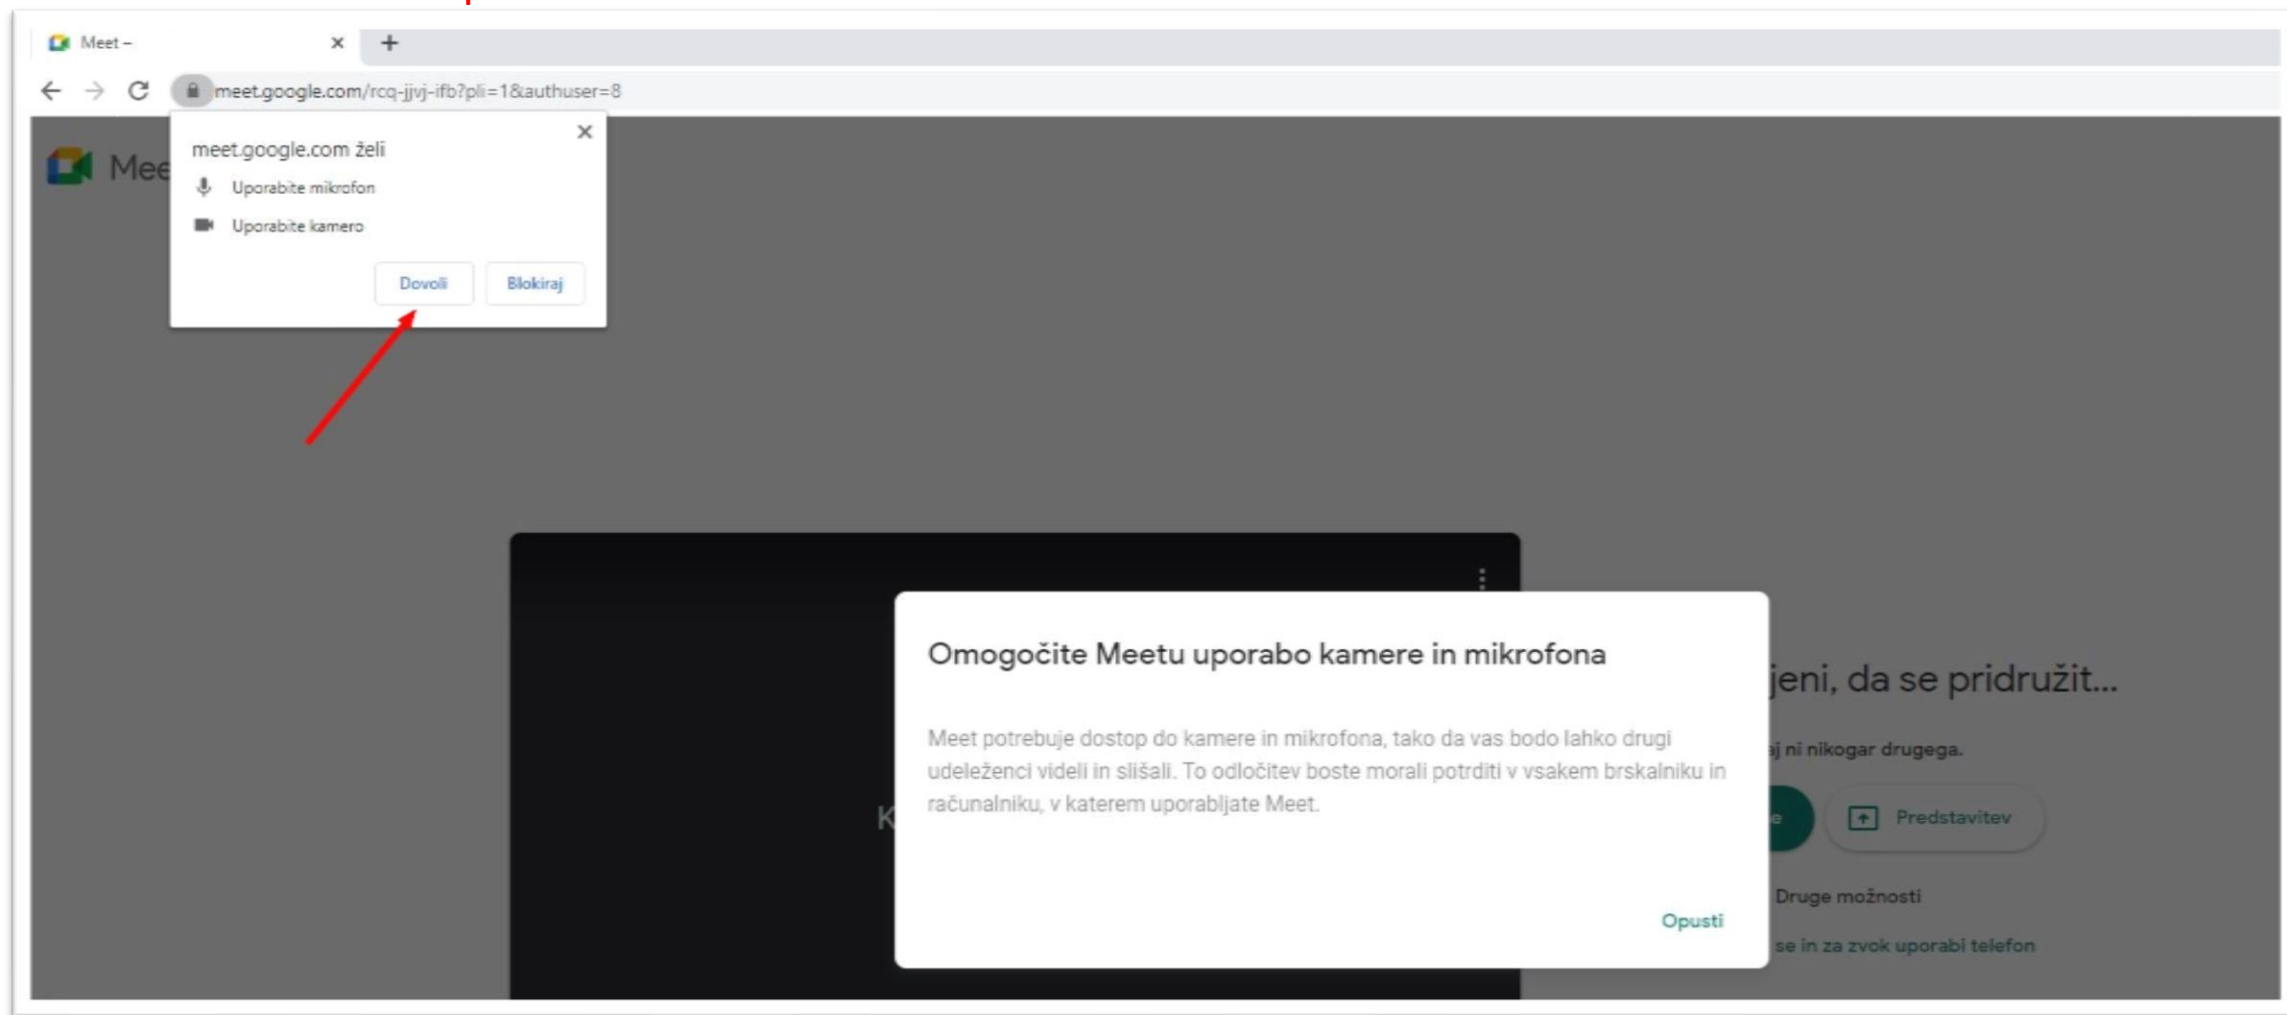 Meet –
meet.google.com/rcq-jjvj-ifb?pli=1&authuser=8
meet.google.com želi
Uporabite mikrofon
Uporabite kamero
Dovoli
Blokiraj
Mee
Omogočite Meetu uporabo kamere in mikrofona
Meet potrebuje dostop do kamere in mikrofona, tako da vas bodo lahko drugi
udeleženci videli in slišali. To odločitev boste morali potrditi v vsakem brskalniku in
računalniku, v katerem uporabljate Meet.
Opusti
K
jeni, da se pridružit...
aj ni nikogar drugega.
e
Predstavitev
Druge možnosti
se in za zvok uporabi telefon